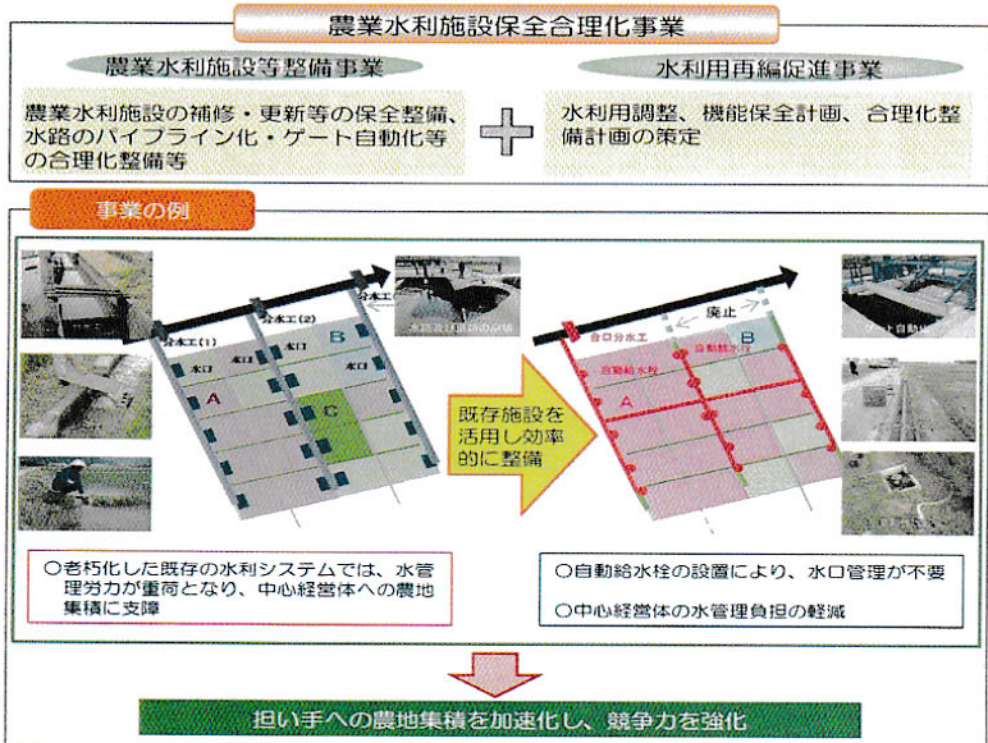 農業水利施設保全合理化事業
農業水利施設等整備事業
農業水利施設の補修・更新等の保全整備、
水路のパイプライン化・ゲート自動化等
の合理化整備等
水利用再編促進事業
水利用調整、機能保全計画、合理化整
備計画の策定
事業の例
分水工(1)
分水工(2)
分水工(
水口
水口
水口
水口
A
B
C
既存施設を
活用し効率
的に整備
廃止
合口分水工
自動給水栓
自動給水栓
A
B
ゲート自動化
○老朽化した既存の水利システムでは、水管
理労力が重荷となり、中心経営体への農地
集積に支障
○自動給水栓の設置により、水口管理が不要
○中心経営体の水管理負担の軽減
担い手への農地集積を加速化し、競争力を強化